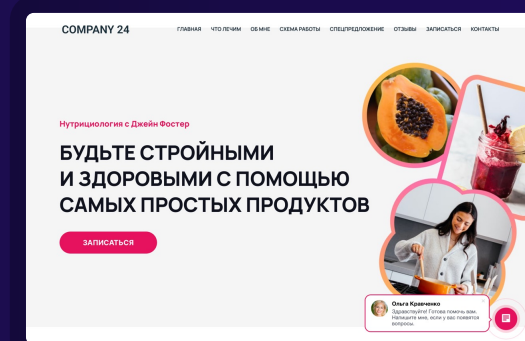 COMPANY 24
ГЛАВНАЯ ЧТО ЛЕЧИМ ОБО МНЕ СХЕМА РАБОТЫ СПЕЦПРЕДЛОЖЕНИЕ ОТЗЫВЫ ЗАПИСАТЬСЯ КОНТАКТЫ
Нутрициология с Джейн Фостер
БУДЬТЕ СТРОЙНЫМИ
И ЗДОРОВЫМИ С ПОМОЩЬЮ
САМЫХ ПРОСТЫХ ПРОДУКТОВ
ЗАПИСАТЬСЯ
Ольга Кравченко
Здравствуйте! Готова помочь вам.
Напишите мне, если у вас появятся
вопросы.